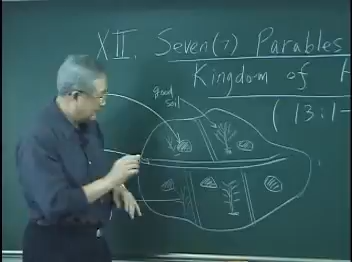 XII. Seven (7) Parables
Kingdom of H
(13:1-
good
soil